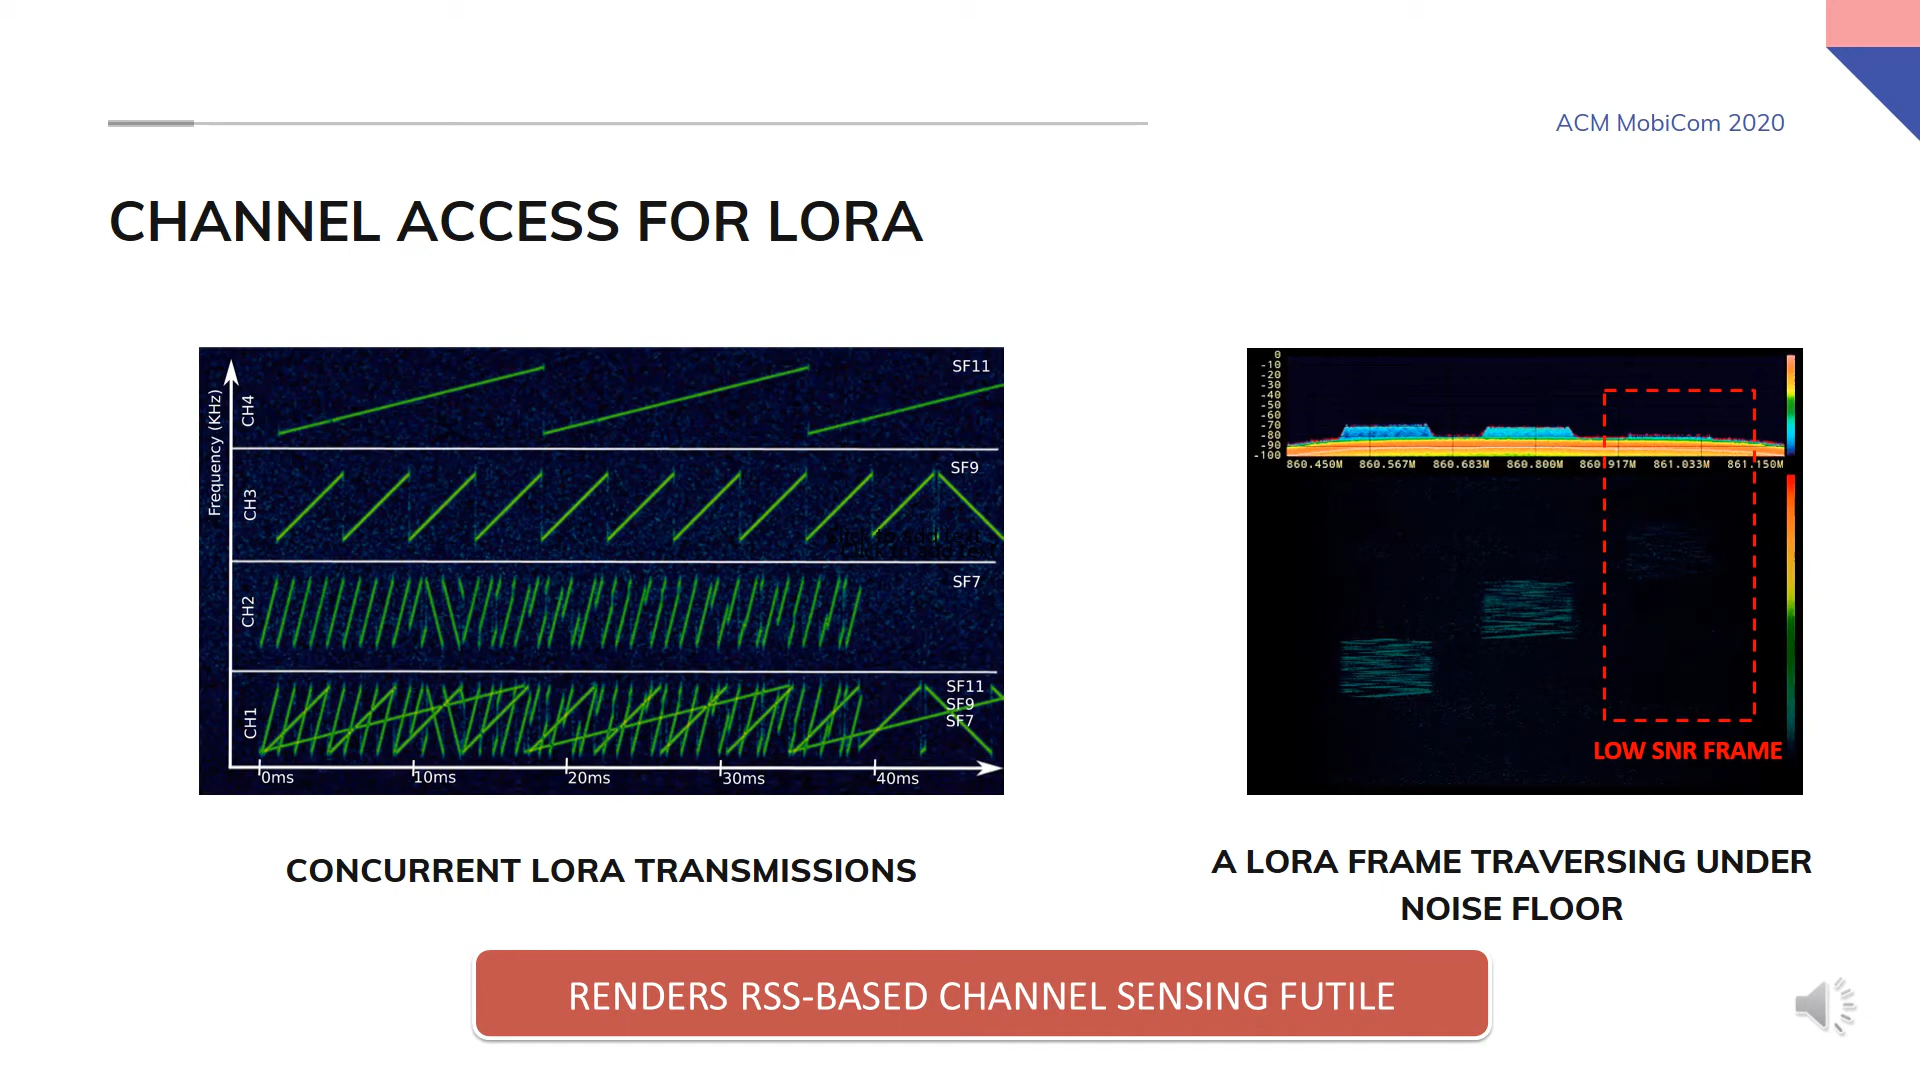 ACM MobiCom 2020
CHANNEL ACCESS FOR LORA
Frequency (KHz)
CH4
SF11
CH3
SF9
CH2
SF7
CH1
SF11
SF9
SF7
0ms 10ms 20ms 30ms 40ms
0
-10
-20
-30
-40
-50
-60
-70
-80
-90
-100
860.450M 860.567M 860.683M 860.800M 860.917M 861.033M 861.150M
LOW SNR FRAME
CONCURRENT LORA TRANSMISSIONS
A LORA FRAME TRAVERSING UNDER
NOISE FLOOR
RENDERS RSS-BASED CHANNEL SENSING FUTILE